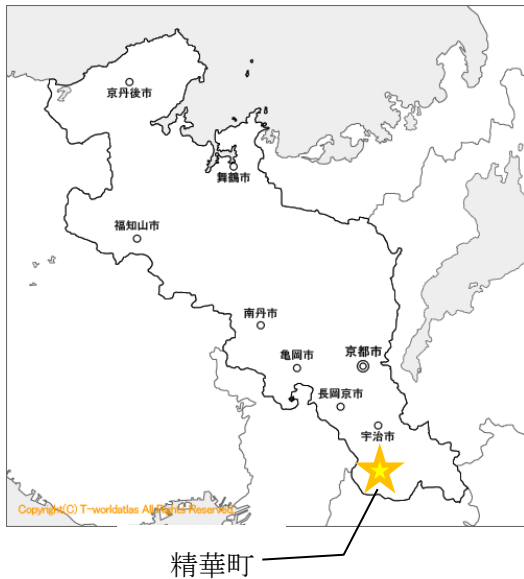 京丹後市
舞鶴市
福知山市
南丹市
亀岡市
京都市
長岡京市
宇治市
Copyright(C) T-worldatlas All Rights Reserved
精華町